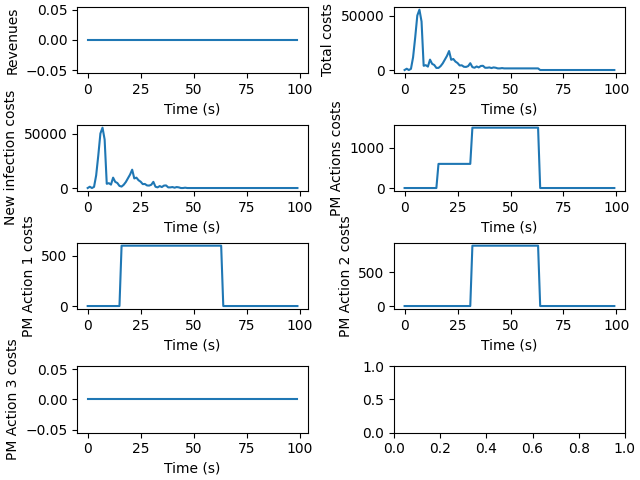 Revenues
0.05
0.00
−0.05
0 25 50 75 100
Time (s)
Total costs
50000
0
0 25 50 75 100
Time (s)
New infection costs
50000
0
0 25 50 75 100
Time (s)
PM Actions costs
1000
0
0 25 50 75 100
Time (s)
PM Action 1 costs
500
0
0 25 50 75 100
Time (s)
PM Action 2 costs
500
0
0 25 50 75 100
Time (s)
PM Action 3 costs
0.05
0.00
−0.05
0 25 50 75 100
Time (s)
1.0
0.5
0.0
0.0 0.2 0.4 0.6 0.8 1.0